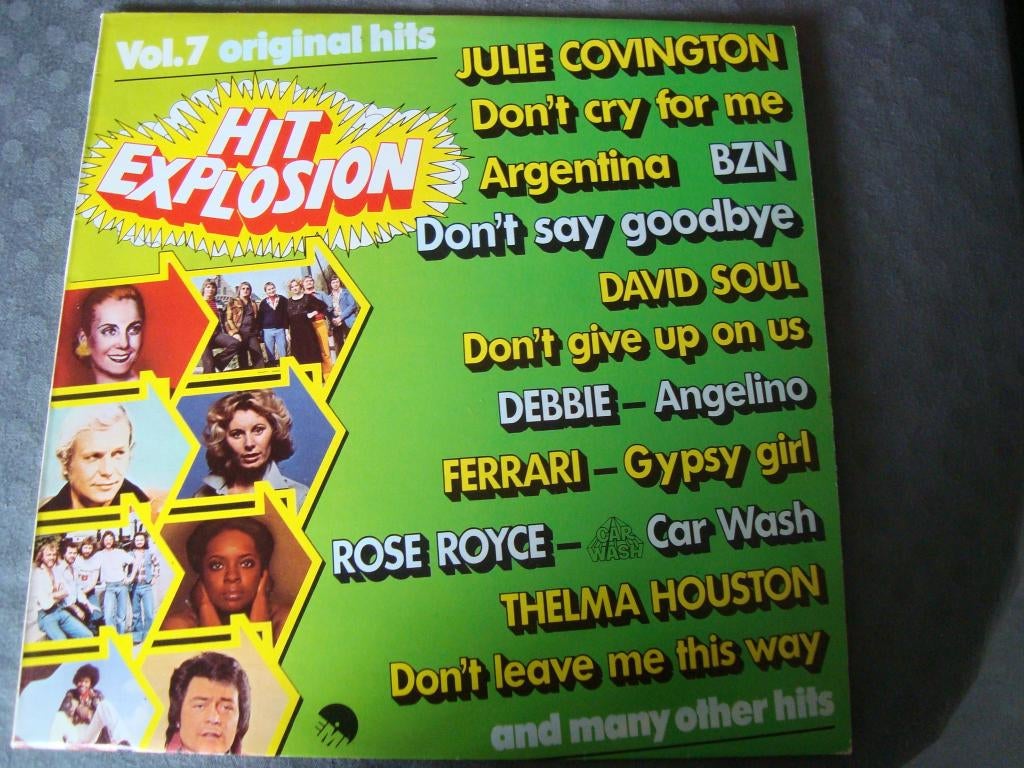 Vol.7 original hits
HIT
EXPLOSION
JULIE COVINGTON
Don't cry for me
Argentina BZN
Don't say goodbye
DAVID SOUL
Don't give up on us
DEBBIE – Angelino
FERRARI – Gypsy girl
ROSE ROYCE – CAR WASH Car Wash
THELMA HOUSTON
Don't leave me this way
and many other hits
EMI